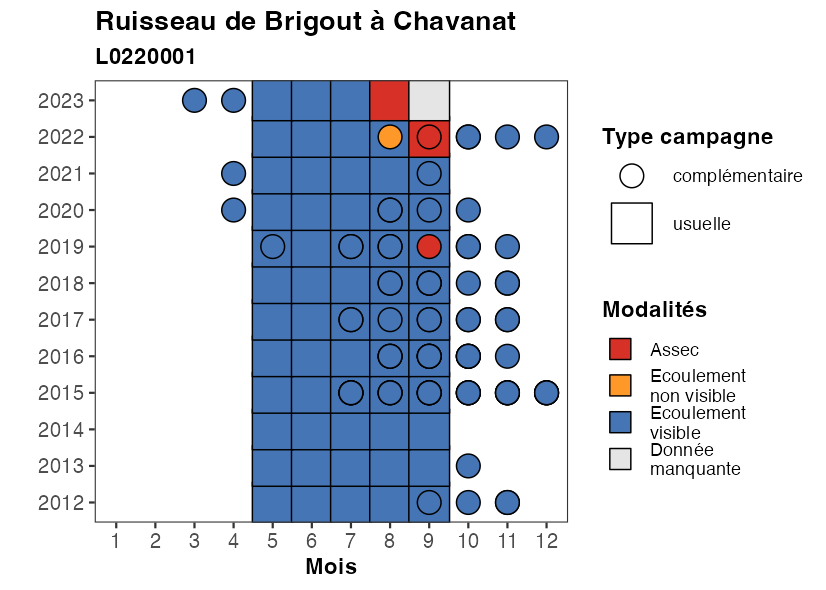 Ruisseau de Brigout à Chavanat
L0220001
2023
2022
2021
2020
2019
2018
2017
2016
2015
2014
2013
2012
1 2 3 4 5 6 7 8 9 10 11 12
Mois
Type campagne
complémentaire
usuelle
Modalités
Assec
Ecoulement
non visible
Ecoulement
visible
Donnée
manquante